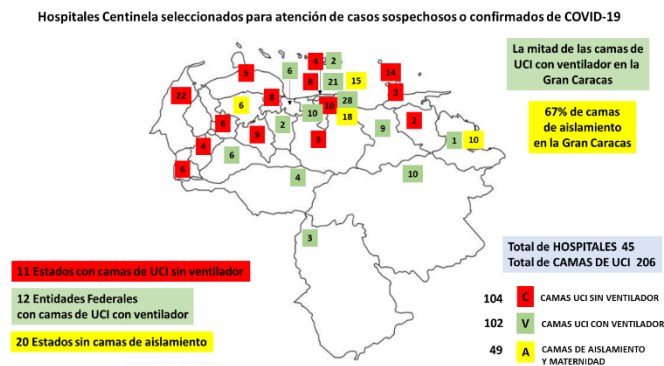 Hospitales Centinela seleccionados para atención de casos sospechosos o confirmados de COVID-19
La mitad de las camas de
UCI con ventilador en la
Gran Caracas
67% de camas
de aislamiento
en la Gran Caracas
4
2
5
6
6
21
15
14
22
6
8
10
28
3
10
18
6
2
9
2
9
3
1
10
4
6
6
4
10
3
11 Estados con camas de UCI sin ventilador
12 Entidades Federales
con camas de UCI con ventilador
20 Estados sin camas de aislamiento
Total de HOSPITALES 45
Total de CAMAS DE UCI 206
104 C CAMAS UCI SIN VENTILADOR
102 V CAMAS UCI CON VENTILADOR
49 A CAMAS DE AISLAMIENTO
Y MATERNIDAD